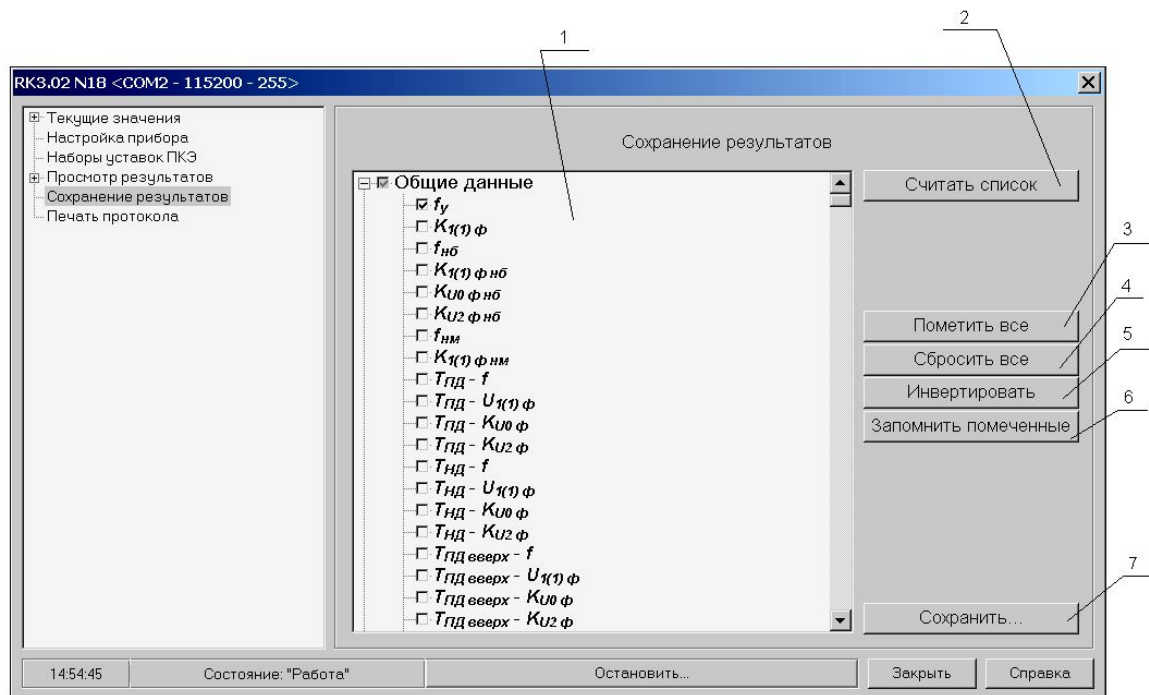 2
1
RK3.02 N18 <COM2 - 115200 - 255>
Текущие значения
Настройка прибора
Наборы уставок ПКЭ
Просмотр результатов
Сохранение результатов
Печать протокола
Сохранение результатов
Общие данные
fу
K1(1) ф
fнб
K1(1) ф нб
KU0 ф нб
KU2 ф нб
fнм
K1(1) ф нм
TПД - f
TПД - U1(1) ф
TПД - KU0 ф
TПД - KU2 ф
TНД - f
TНД - U1(1) ф
TНД - KU0 ф
TНД - KU2 ф
TПД вверх - f
TПД вверх - U1(1) ф
TПД вверх - KU0 ф
TПД вверх - KU2 ф
Считать список
3
Пометить все
4
Сбросить все
5
Инвертировать
6
Запомнить помеченные
7
Сохранить...
14:54:45
Состояние: "Работа"
Остановить...
Закрыть
Справка